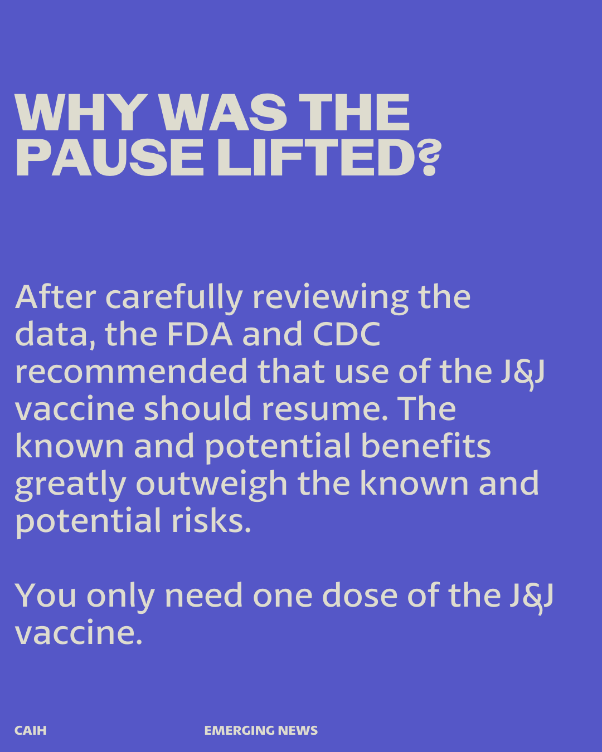 WHY WAS THE
PAUSE LIFTED?
After carefully reviewing the
data, the FDA and CDC
recommended that use of the J&J
vaccine should resume. The
known and potential benefits
greatly outweigh the known and
potential risks.
You only need one dose of the J&J
vaccine.
CAIH EMERGING NEWS